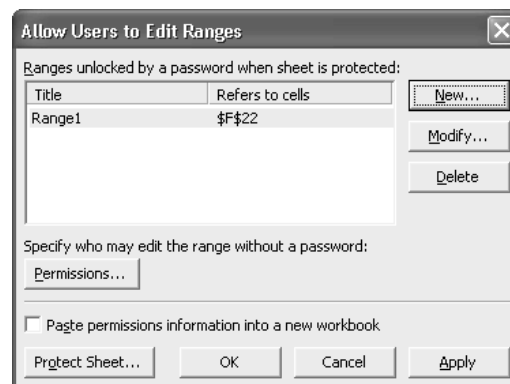 Allow Users to Edit Ranges
Ranges unlocked by a password when sheet is protected:
Title Refers to cells
Range1 $F$22
New...
Modify...
Delete
Specify who may edit the range without a password:
Permissions...
Paste permissions information into a new workbook
Protect Sheet... OK Cancel Apply